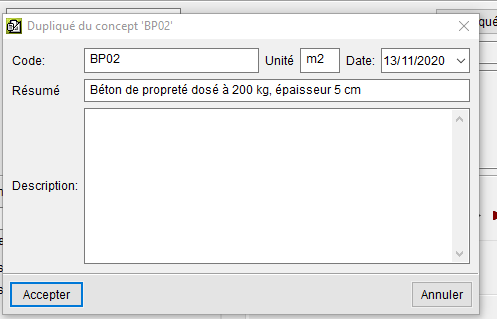 Dupliqué du concept 'BP02'
Code: BP02 Unité m2 Date: 13/11/2020
Résumé Béton de propreté dosé à 200 kg, épaisseur 5 cm
Description:
Accepter Annuler